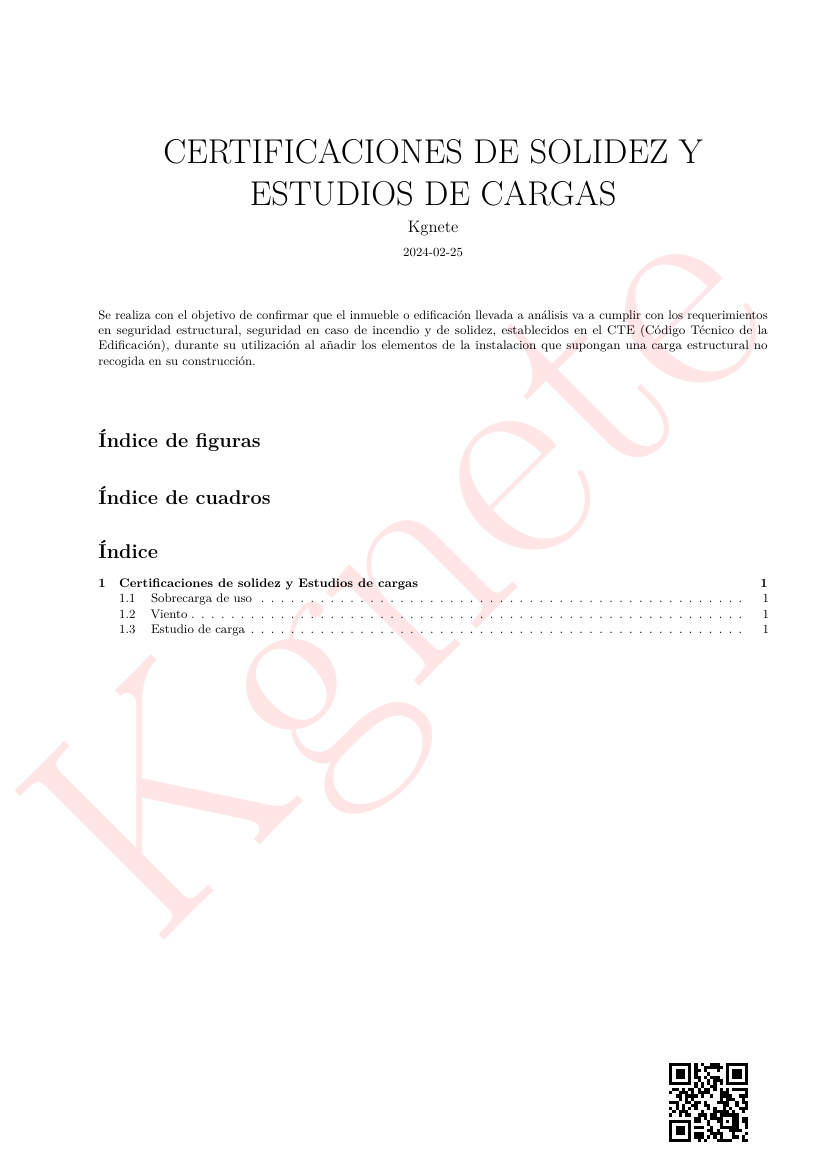 CERTIFICACIONES DE SOLIDEZ Y
ESTUDIOS DE CARGAS
Kgnete
2024-02-25
Se realiza con el objetivo de confirmar que el inmueble o edificación llevada a análisis va a cumplir con los requerimientos
en seguridad estructural, seguridad en caso de incendio y de solidez, establecidos en el CTE (Código Técnico de la
Edificación), durante su utilización al añadir los elementos de la instalacion que supongan una carga estructural no
recogida en su construcción.
Índice de figuras
Índice de cuadros
Índice
1 Certificaciones de solidez y Estudios de cargas 1
1.1 Sobrecarga de uso . . . . . . . . . . . . . . . . . . . . . . . . . . . . . . . . . . . . . . . . . . . . . . . . . 1
1.2 Viento . . . . . . . . . . . . . . . . . . . . . . . . . . . . . . . . . . . . . . . . . . . . . . . . . . . . . . . . 1
1.3 Estudio de carga . . . . . . . . . . . . . . . . . . . . . . . . . . . . . . . . . . . . . . . . . . . . . . . . . . 1
Kgnete